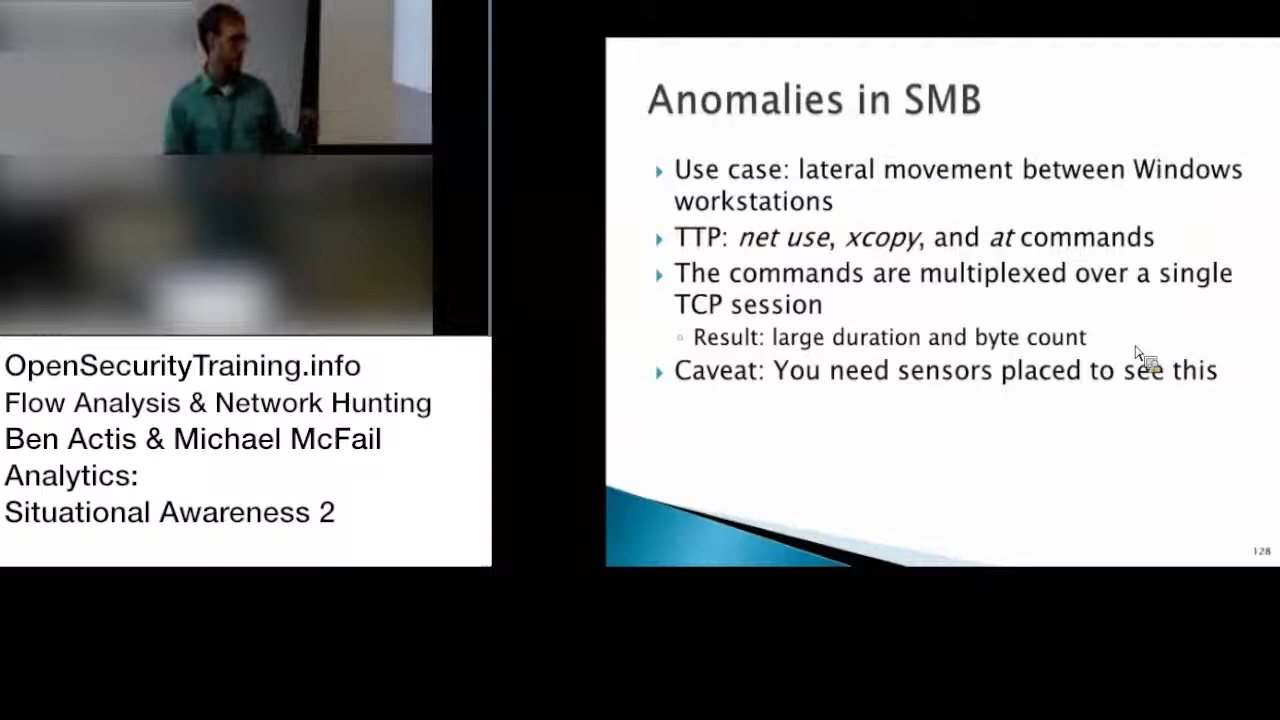 Anomalies in SMB
Use case: lateral movement between Windows
workstations
TTP: net use, xcopy, and at commands
The commands are multiplexed over a single
TCP session
Result: large duration and byte count
Caveat: You need sensors placed to see this
128
OpenSecurityTraining.info
Flow Analysis & Network Hunting
Ben Actis & Michael McFail
Analytics:
Situational Awareness 2